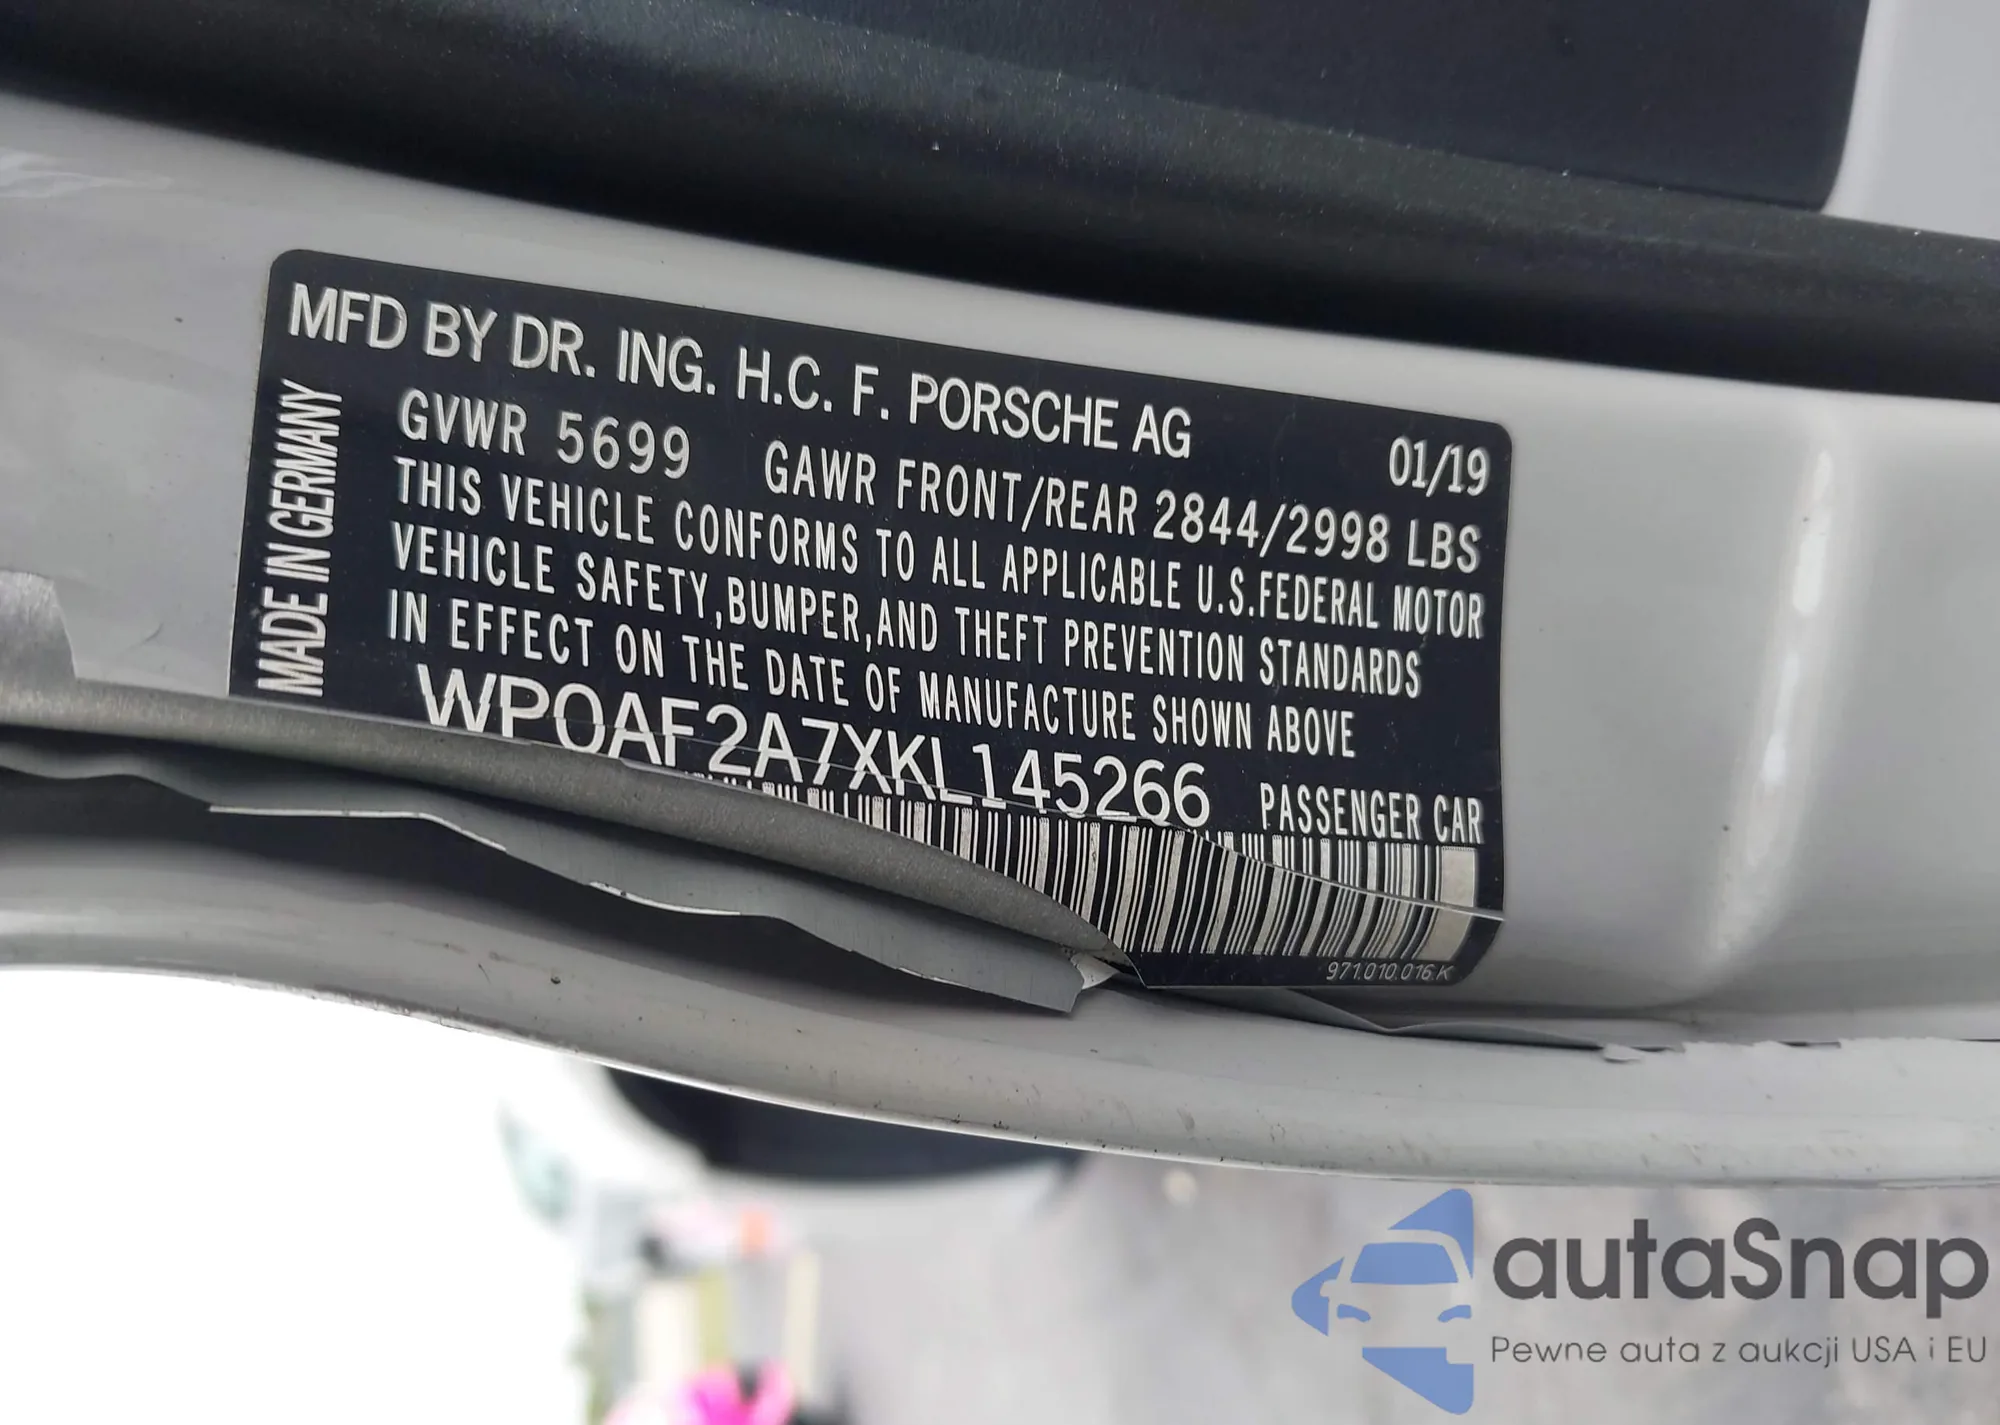 MFD BY DR. ING. H.C. F. PORSCHE AG
01/19
GVWR 5699 GAWR FRONT/REAR 2844/2998 LBS
THIS VEHICLE CONFORMS TO ALL APPLICABLE U.S.FEDERAL MOTOR
VEHICLE SAFETY,BUMPER,AND THEFT PREVENTION STANDARDS
IN EFFECT ON THE DATE OF MANUFACTURE SHOWN ABOVE
WP0AF2A7XKL145266 PASSENGER CAR
971.010.016.K
MADE IN GERMANY
autaSnap
Pewne auta z aukcji USA i EU